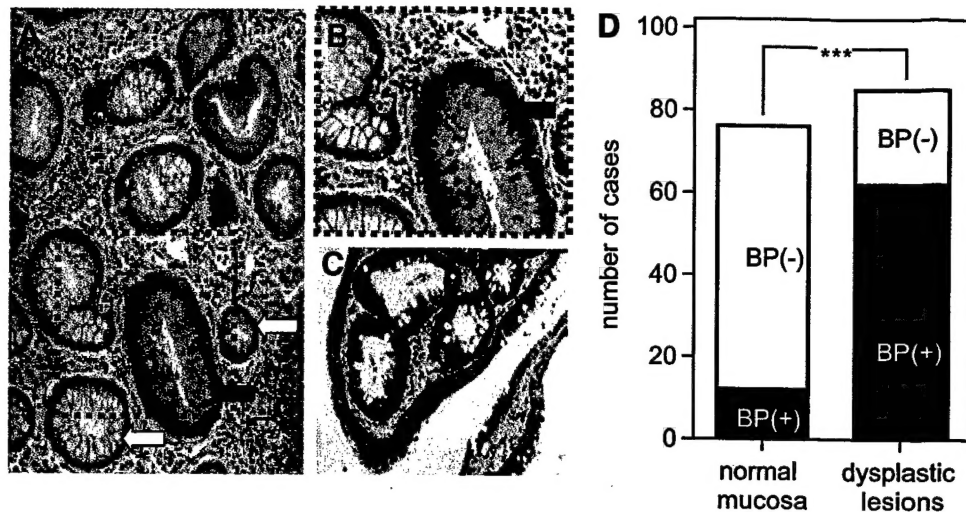 A
B
C
D
100
80
60
40
20
0
number of cases
***
BP(-)
BP(+)
BP(-)
BP(+)
normal
mucosa
dysplastic
lesions